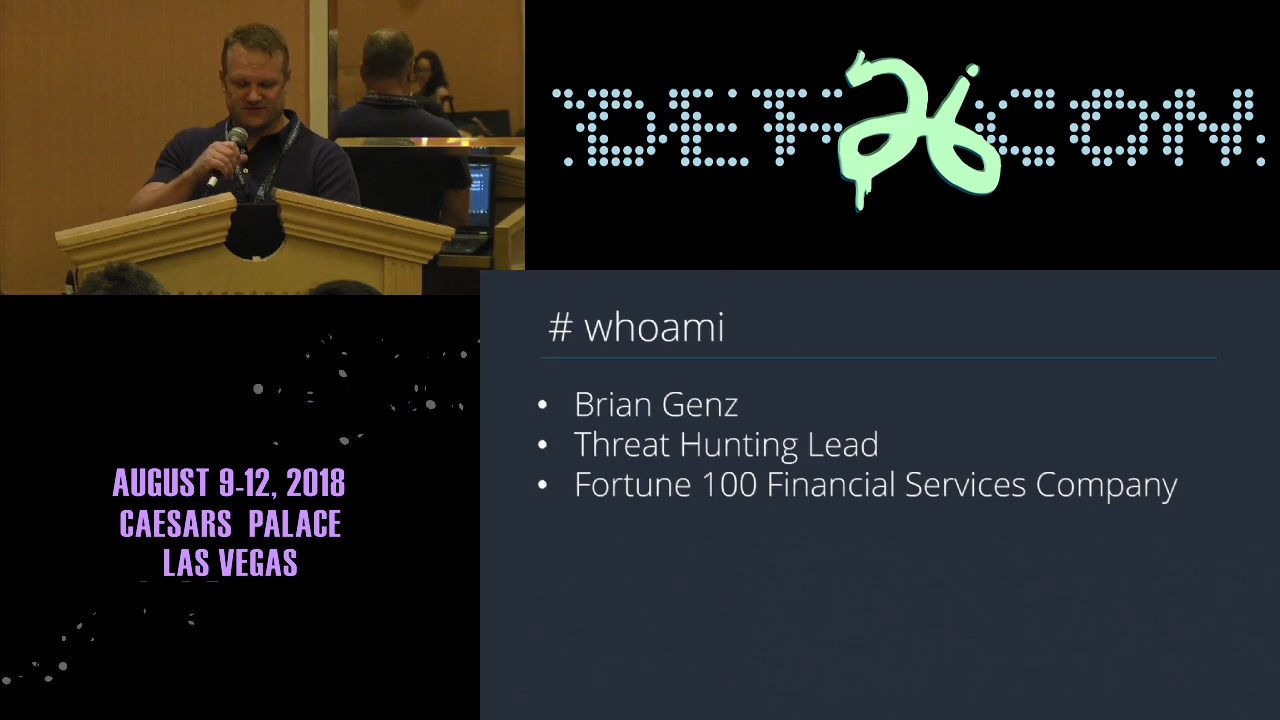 DEF 26 CON
# whoami
• Brian Genz
• Threat Hunting Lead
• Fortune 100 Financial Services Company
AUGUST 9-12, 2018
CAESARS PALACE
LAS VEGAS